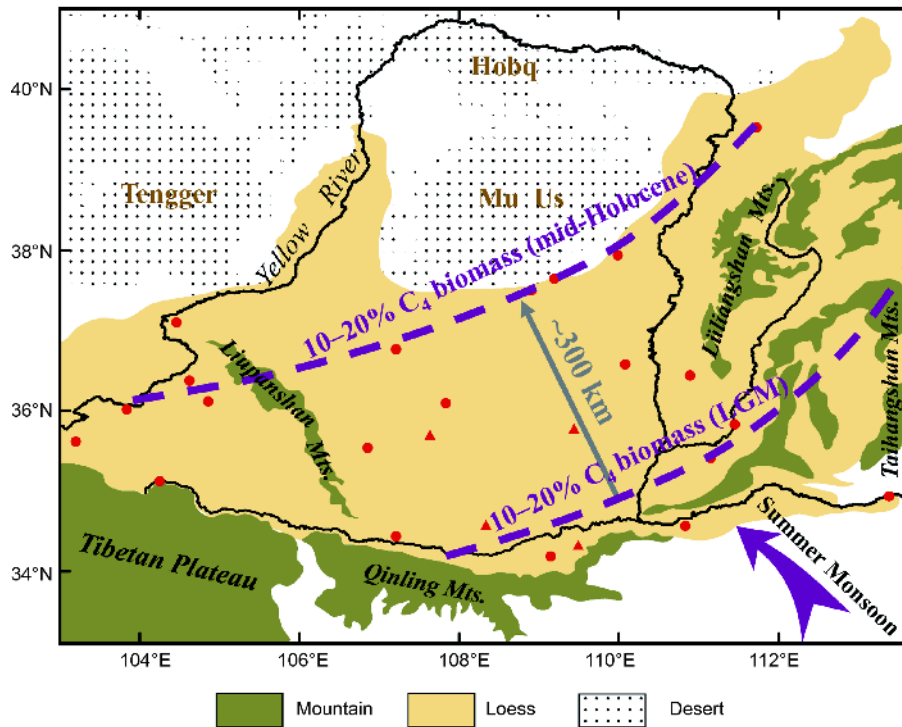 40°N
38°N
36°N
34°N
Hobq
Tengger
Yellow River
Mu Us
10–20% C₄ biomass (mid-Holocene)
Lüliangshan Mts.
Taihangshan Mts.
Liupanshan Mts.
~300 km
10–20% C₄ biomass (LGM)
Summer Monsoon
Tibetan Plateau
Qinling Mts.
104°E 106°E 108°E 110°E 112°E
Mountain Loess Desert